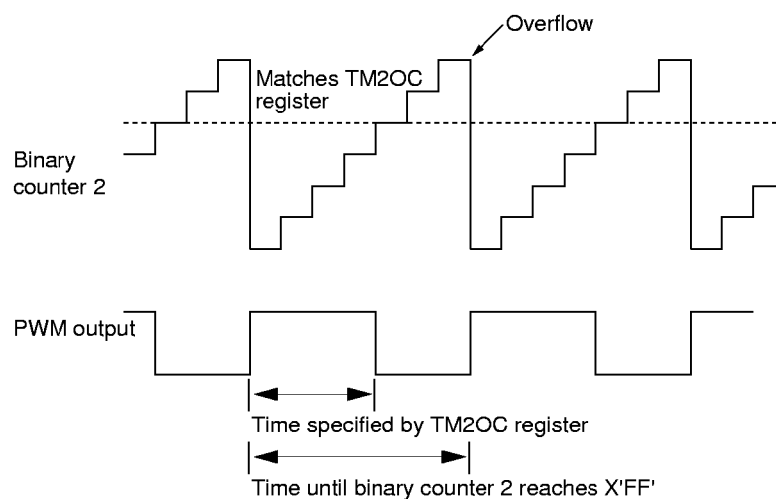 Overflow
Matches TM2OC
register
Binary
counter 2
PWM output
Time specified by TM2OC register
Time until binary counter 2 reaches X'FF'